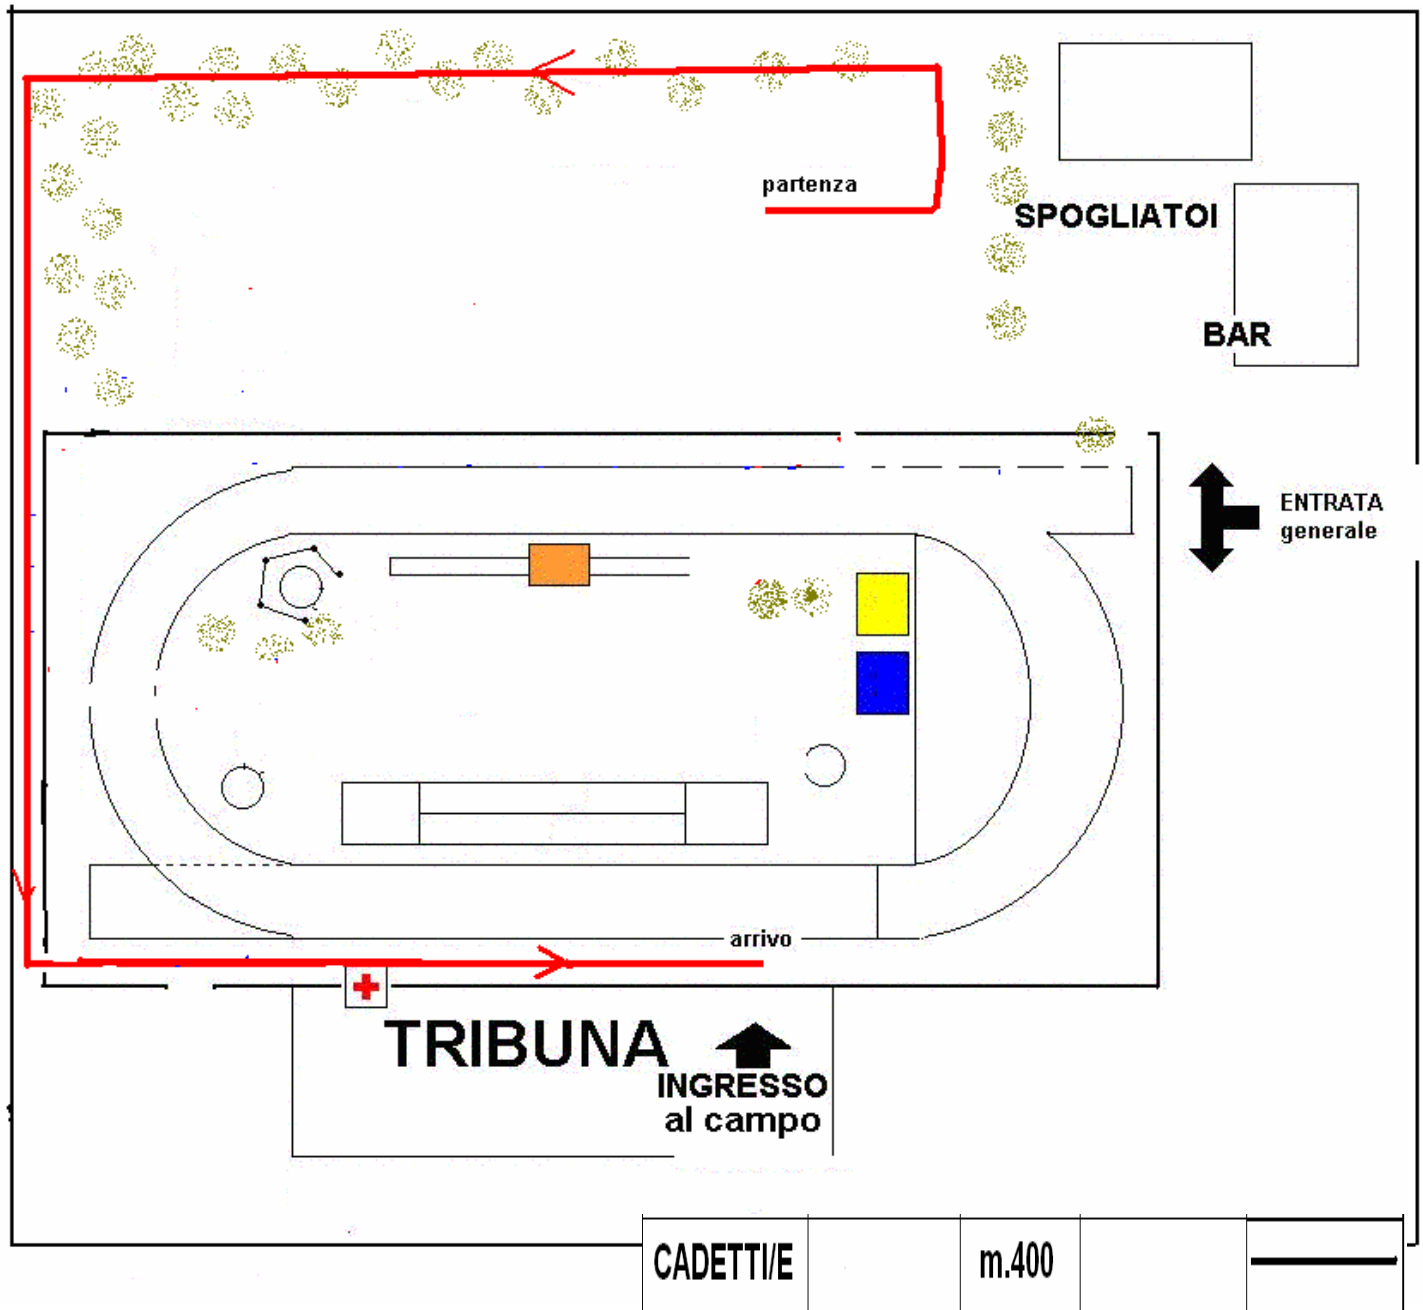 partenza
SPOGLIATOI
BAR
ENTRATA
generale
arrivo
TRIBUNA
INGRESSO
al campo
CADETTI/E m.400